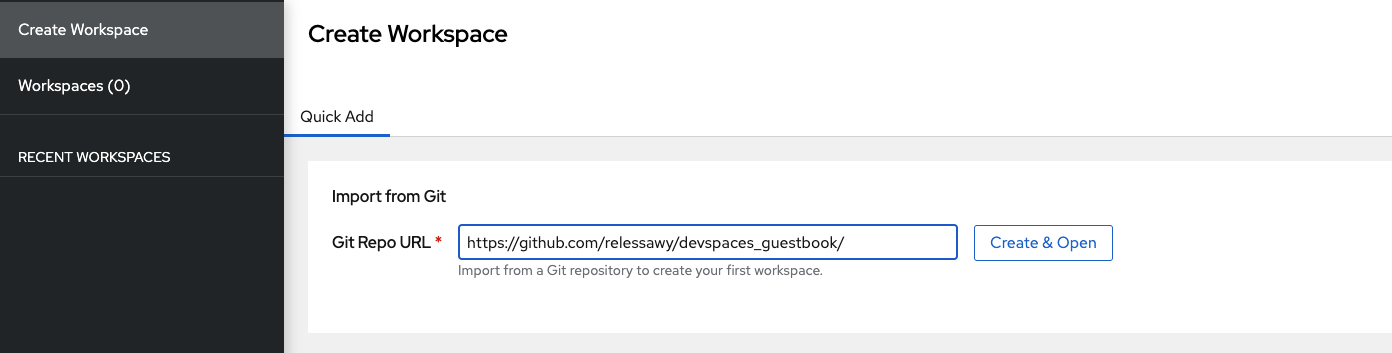 Create Workspace
Workspaces (0)
RECENT WORKSPACES
Create Workspace
Quick Add
Import from Git
Git Repo URL * https://github.com/relessawy/devspaces_guestbook/ Create & Open
Import from a Git repository to create your first workspace.